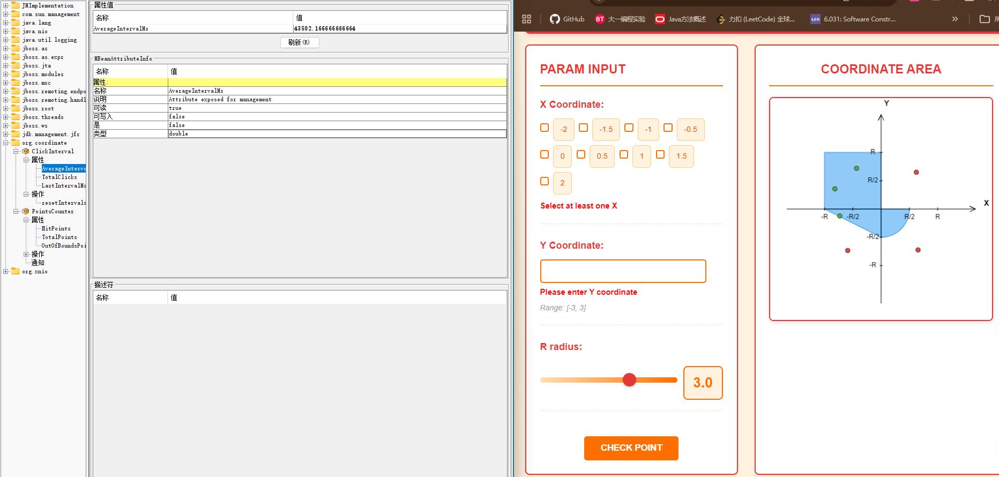 JMImplementation
com.sun.management
java.lang
java.nio
java.util.logging
jboss.as
jboss.as.expr
jboss.jta
jboss.modules
jboss.msc
jboss.remoting.endpo
jboss.remoting.handl
jboss.root
jboss.threads
jboss.ws
jdk.management.jfr
org.coordinate
ClickInterval
属性
AverageInterva
TotalClicks
LastIntervalMs
操作
resetIntervals
PointsCounter
属性
HitPoints
TotalPoints
OutOfBoundsPoi
操作
通知
org.xnio
属性值
名称 值
AverageIntervalMs 43502.166666666664
刷新(R)
MBeanAttributeInfo
名称 值
属性:
名称 AverageIntervalMs
说明 Attribute exposed for management
可读 true
可写入 false
是 false
类型 double
描述符
名称 值
GitHub BT 大一编程实验 Java方法概述 力扣 (LeetCode) 全球... 6.031 6.031: Software Constr... »
PARAM INPUT
X Coordinate:
-2 -1.5 -1 -0.5
0 0.5 1 1.5
2
Select at least one X
Y Coordinate:
Please enter Y coordinate
Range: [-3, 3]
R radius:
3.0
CHECK POINT
COORDINATE AREA
Y
R
R/2
X
-R -R/2 R/2 R
-R/2
-R